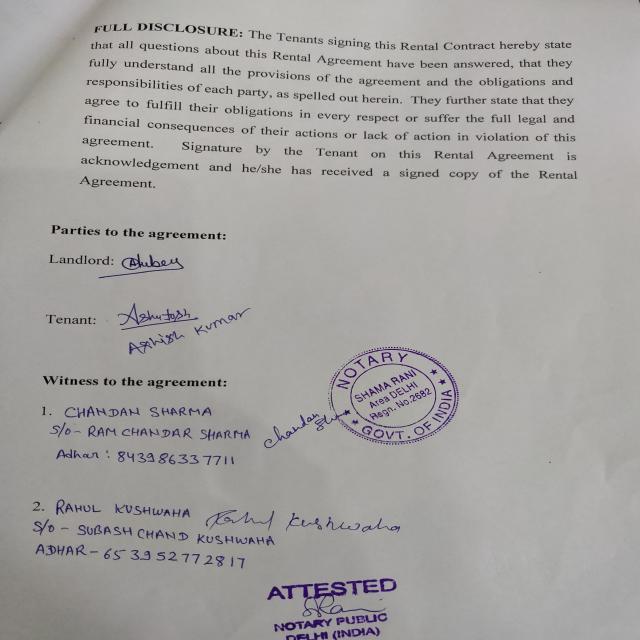 FULL DISCLOSURE: The Tenants signing this Rental Contract hereby state
that all questions about this Rental Agreement have been answered, that they
fully understand all the provisions of the agreement and the obligations and
responsibilities of each party, as spelled out herein. They further state that they
agree to fulfill their obligations in every respect or suffer the full legal and
financial consequences of their actions or lack of action in violation of this
agreement. Signature by the Tenant on this Rental Agreement is
acknowledgement and he/she has received a signed copy of the Rental
Agreement.
Parties to the agreement:
Landlord:
Tenant: Ashutosh
Ashish Kumar
Witness to the agreement:
1. CHANDAN SHARMA
S/o - RAM CHANDAR SHARMA
Adhar : 843986337711
Chandan
NOTARY
SHAMA RANI
Area DELHI
Regn. No.2682
GOVT. OF INDIA
2. RAHUL KUSHWAHA Rahul Kushwaha
S/o - SUBASH CHAND KUSHWAHA
ADHAR - 653952772817
ATTESTED
NOTARY PUBLIC
DELHI (INDIA)